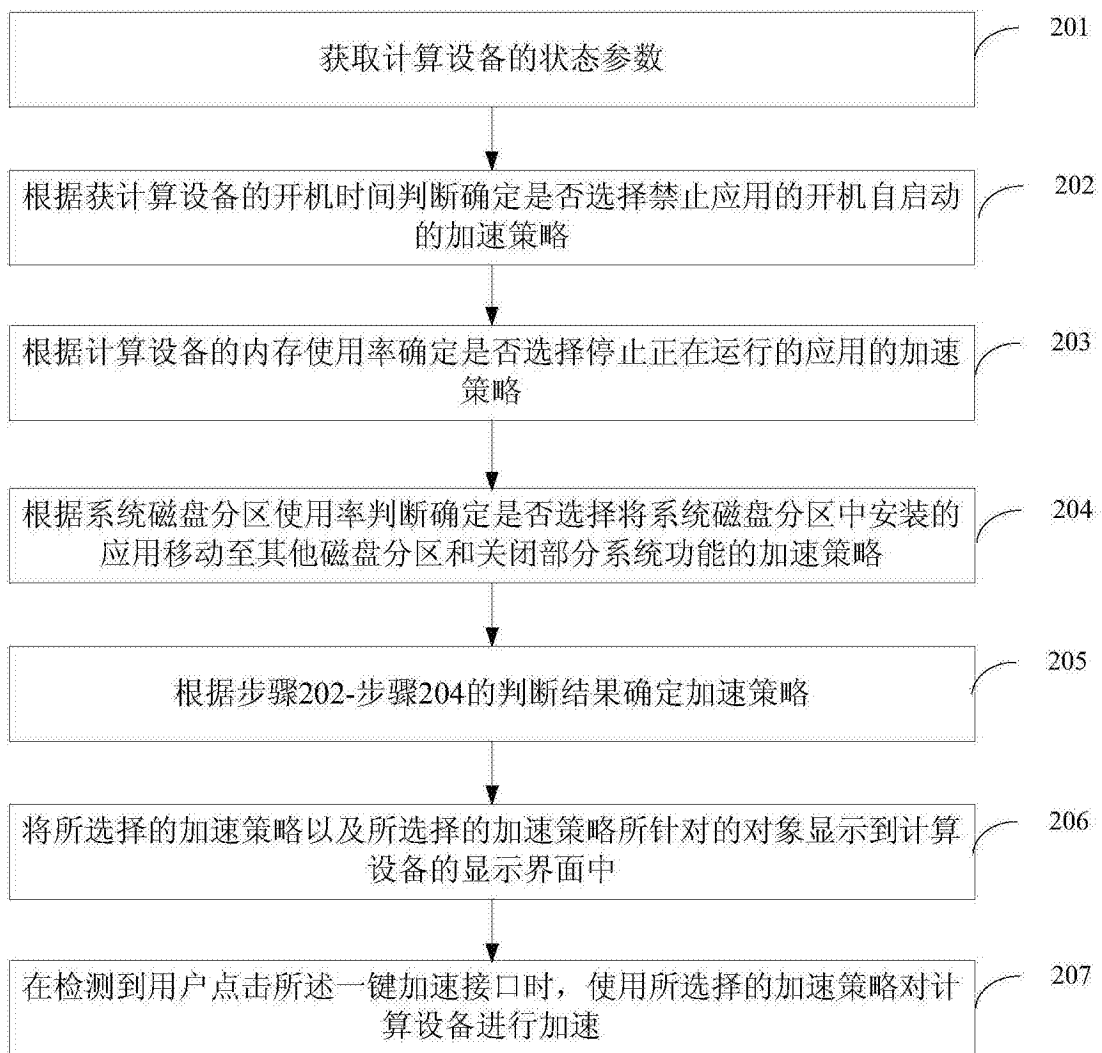 获取计算设备的状态参数
201
根据获计算设备的开机时间判断确定是否选择禁止应用的开机自启动
的加速策略
202
根据计算设备的内存使用率确定是否选择停止正在运行的应用的加速
策略
203
根据系统磁盘分区使用率判断确定是否选择将系统磁盘分区中安装的
应用移动至其他磁盘分区和关闭部分系统功能的加速策略
204
根据步骤202-步骤204的判断结果确定加速策略
205
将所选择的加速策略以及所选择的加速策略所针对的对象显示到计算
设备的显示界面中
206
在检测到用户点击所述一键加速接口时，使用所选择的加速策略对计
算设备进行加速
207